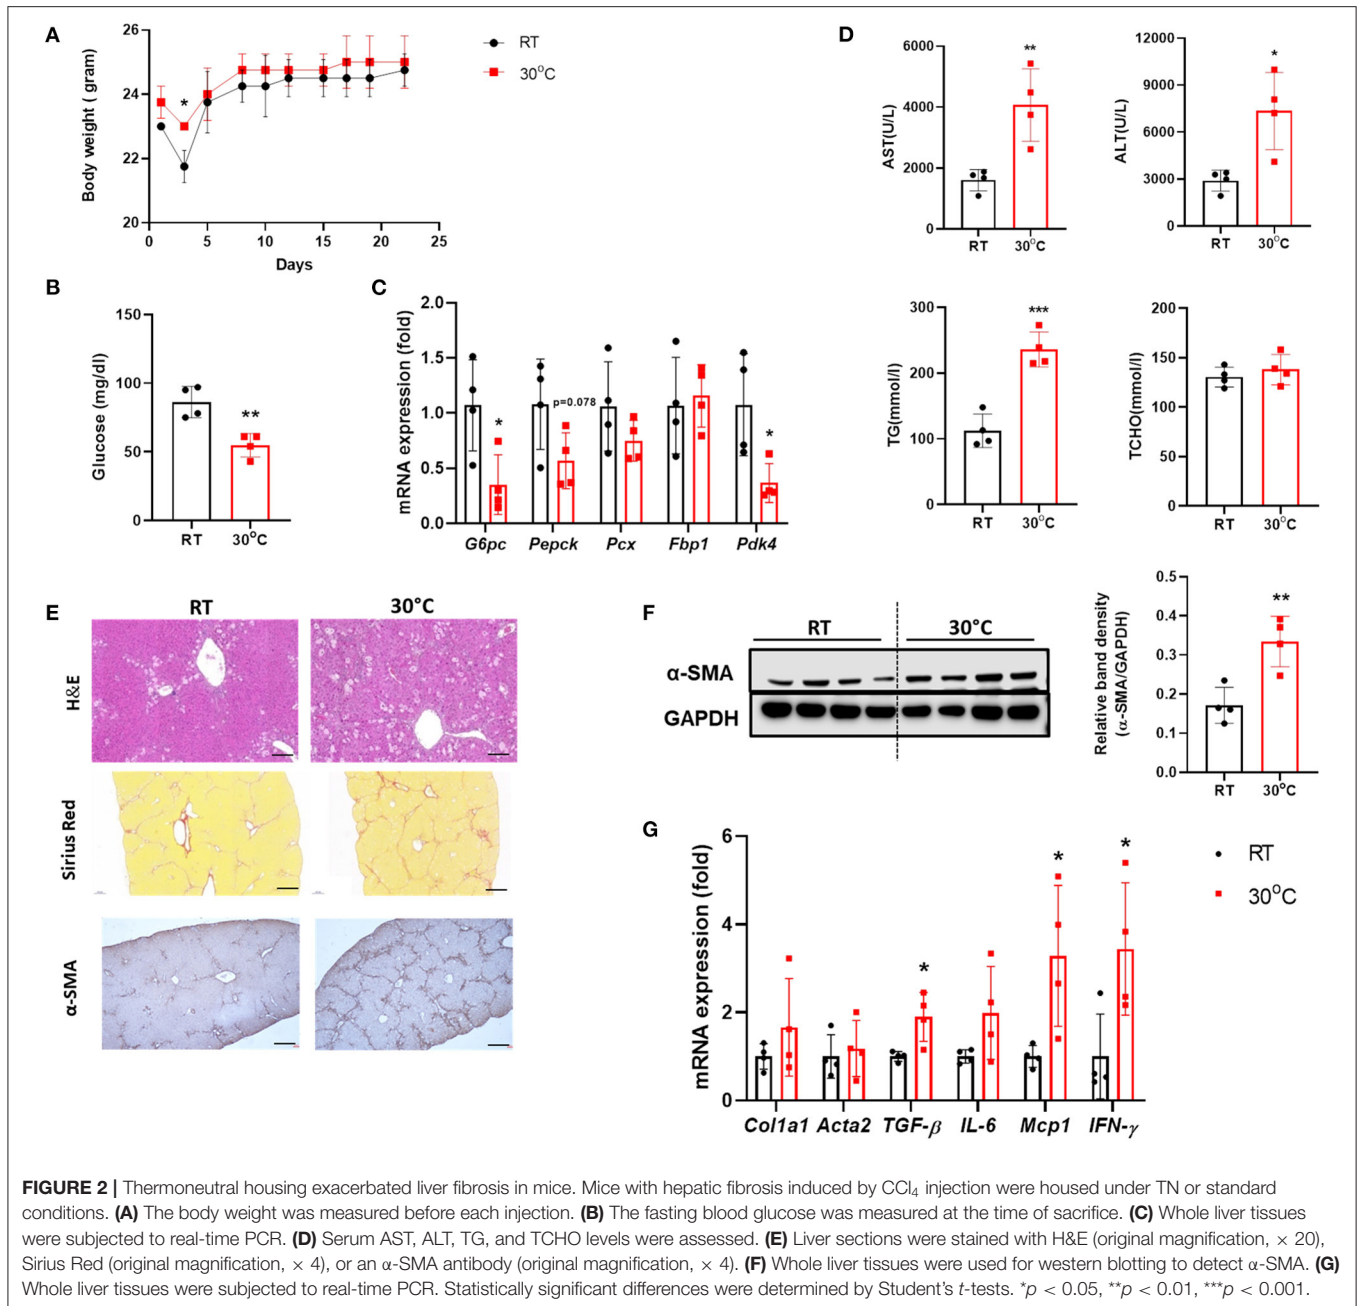 A
Body weight ( gram)
26
24
22
20
*
0 5 10 15 20 25
Days
RT
30°C
B
Glucose (mg/dl)
150
100
50
0
**
RT 30°C
C
mRNA expression (fold)
2.0
1.5
1.0
0.5
0.0
*
p=0.078
*
G6pc Pepck Pcx Fbp1 Pdk4
D
AST(U/L)
6000
4000
2000
0
**
RT 30°C
ALT(U/L)
12000
9000
6000
3000
0
*
RT 30°C
TG(mmol/l)
300
200
100
0
***
RT 30°C
TCHO(mmol/l)
200
150
100
50
0
RT 30°C
E
RT 30°C
H&E
Sirius Red
α-SMA
F
RT 30°C
α-SMA
GAPDH
Relative band density
(α-SMA/GAPDH)
0.5
0.4
0.3
0.2
0.1
0.0
**
RT 30°C
G
mRNA expression (fold)
6
4
2
0
*
*
*
Col1a1 Acta2 TGF-β IL-6 Mcp1 IFN-γ
RT
30°C
FIGURE 2 | Thermoneutral housing exacerbated liver fibrosis in mice. Mice with hepatic fibrosis induced by CCl₄ injection were housed under TN or standard
conditions. (A) The body weight was measured before each injection. (B) The fasting blood glucose was measured at the time of sacrifice. (C) Whole liver tissues
were subjected to real-time PCR. (D) Serum AST, ALT, TG, and TCHO levels were assessed. (E) Liver sections were stained with H&E (original magnification, × 20),
Sirius Red (original magnification, × 4), or an α-SMA antibody (original magnification, × 4). (F) Whole liver tissues were used for western blotting to detect α-SMA. (G)
Whole liver tissues were subjected to real-time PCR. Statistically significant differences were determined by Student's t-tests. *p < 0.05, **p < 0.01, ***p < 0.001.